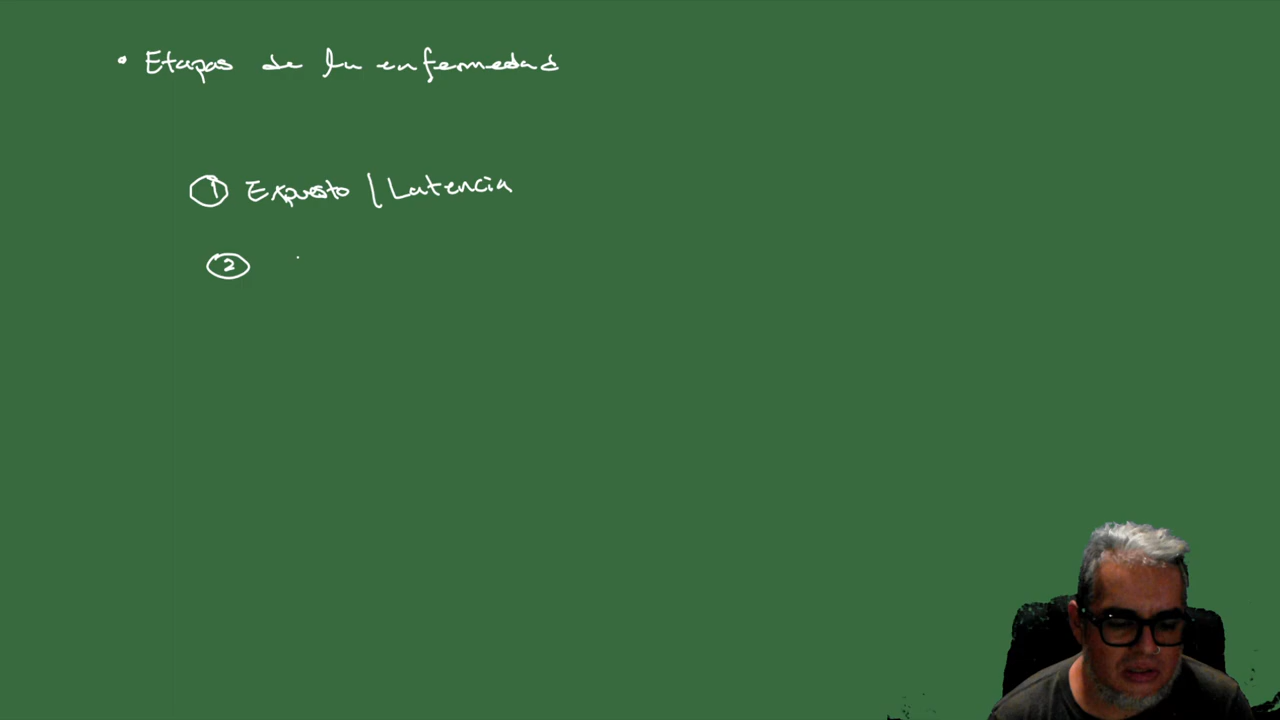 • Etapas de la enfermedad
① Expuesto / Latencia
②